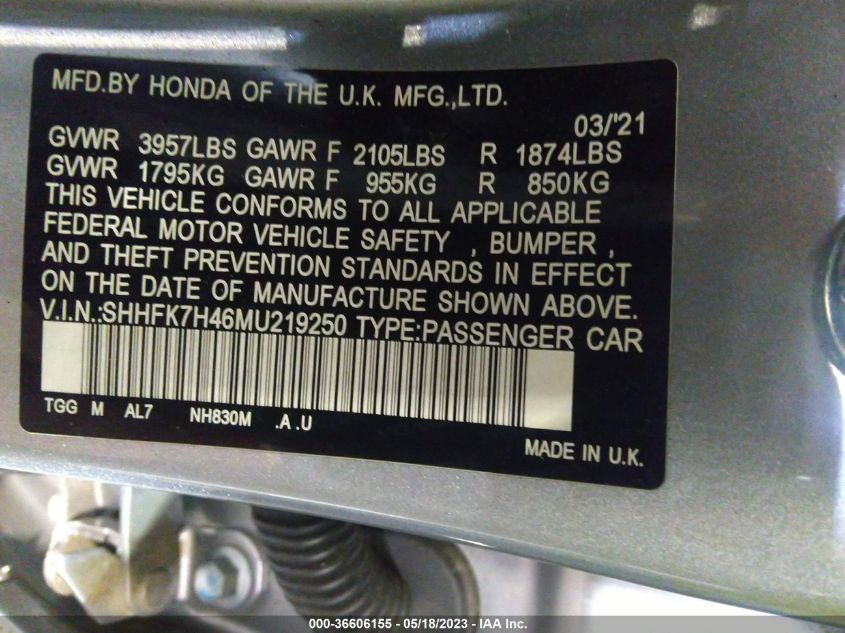 MFD.BY HONDA OF THE U.K. MFG.,LTD.
03/'21
GVWR 3957LBS GAWR F 2105LBS R 1874LBS
GVWR 1795KG GAWR F 955KG R 850KG
THIS VEHICLE CONFORMS TO ALL APPLICABLE
FEDERAL MOTOR VEHICLE SAFETY , BUMPER ,
AND THEFT PREVENTION STANDARDS IN EFFECT
ON THE DATE OF MANUFACTURE SHOWN ABOVE.
V.I.N.:SHHFK7H46MU219250 TYPE:PASSENGER CAR
TGG M AL7 NH830M .A .U
MADE IN U.K.
000-36606155 - 05/18/2023 - IAA Inc.